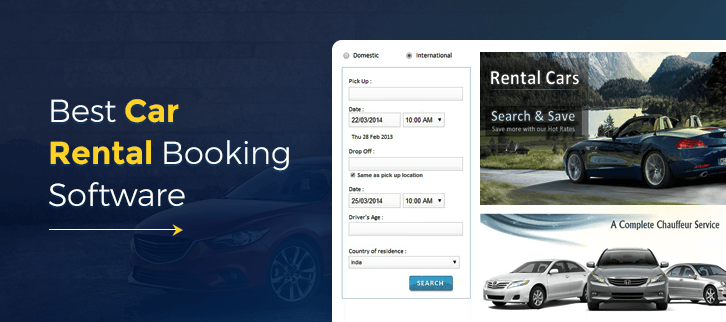 Best Car
Rental Booking
Software
Domestic
International
Pick Up :
Date :
22/03/2014
10:00 AM
Thu 28 Feb 2013
Drop Off :
Same as pick up location
Date :
25/03/2014
10:00 AM
Driver's Age :
Country of residence :
India
SEARCH
Rental Cars
Search & Save
Save more with our Hot Rates
A Complete Chauffeur Service